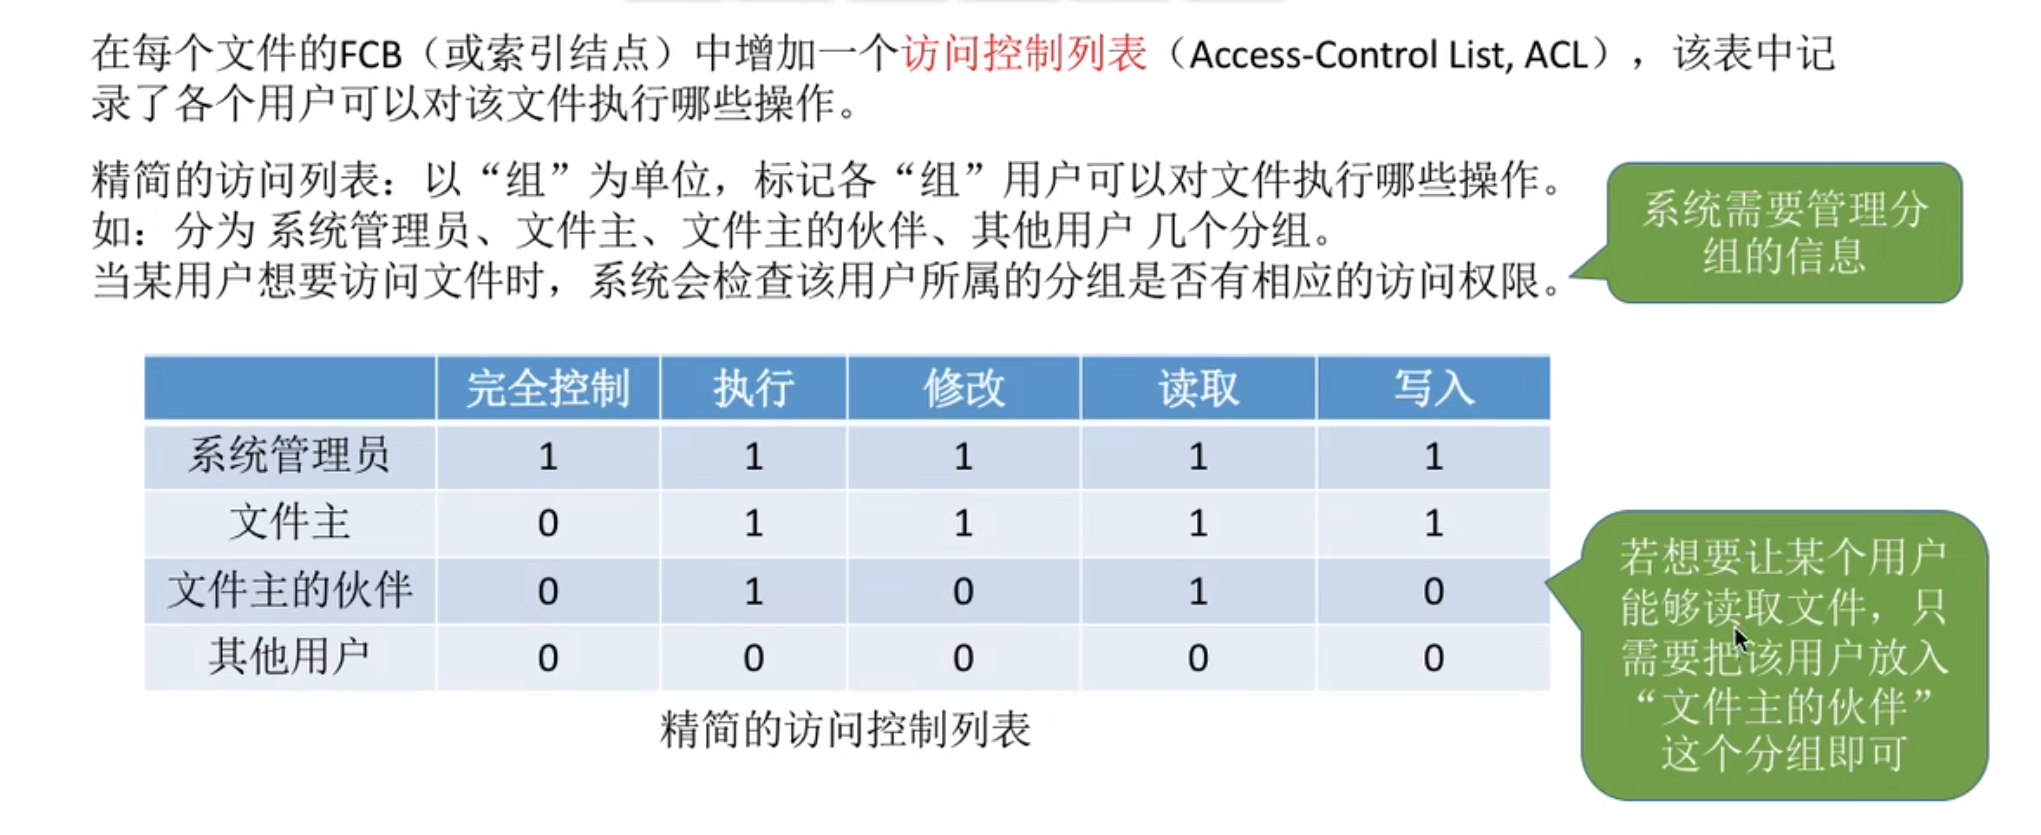 在每个文件的FCB（或索引结点）中增加一个访问控制列表（Access-Control List, ACL），该表中记
录了各个用户可以对该文件执行哪些操作。
精简的访问列表：以“组”为单位，标记各“组”用户可以对文件执行哪些操作。
如：分为 系统管理员、文件主、文件主的伙伴、其他用户 几个分组。
当某用户想要访问文件时，系统会检查该用户所属的分组是否有相应的访问权限。
系统需要管理分
组的信息
完全控制 执行 修改 读取 写入
系统管理员 1 1 1 1 1
文件主 0 1 1 1 1
文件主的伙伴 0 1 0 1 0
其他用户 0 0 0 0 0
精简的访问控制列表
若想要让某个用户
能够读取文件，只
需要把该用户放入
“文件主的伙伴”
这个分组即可